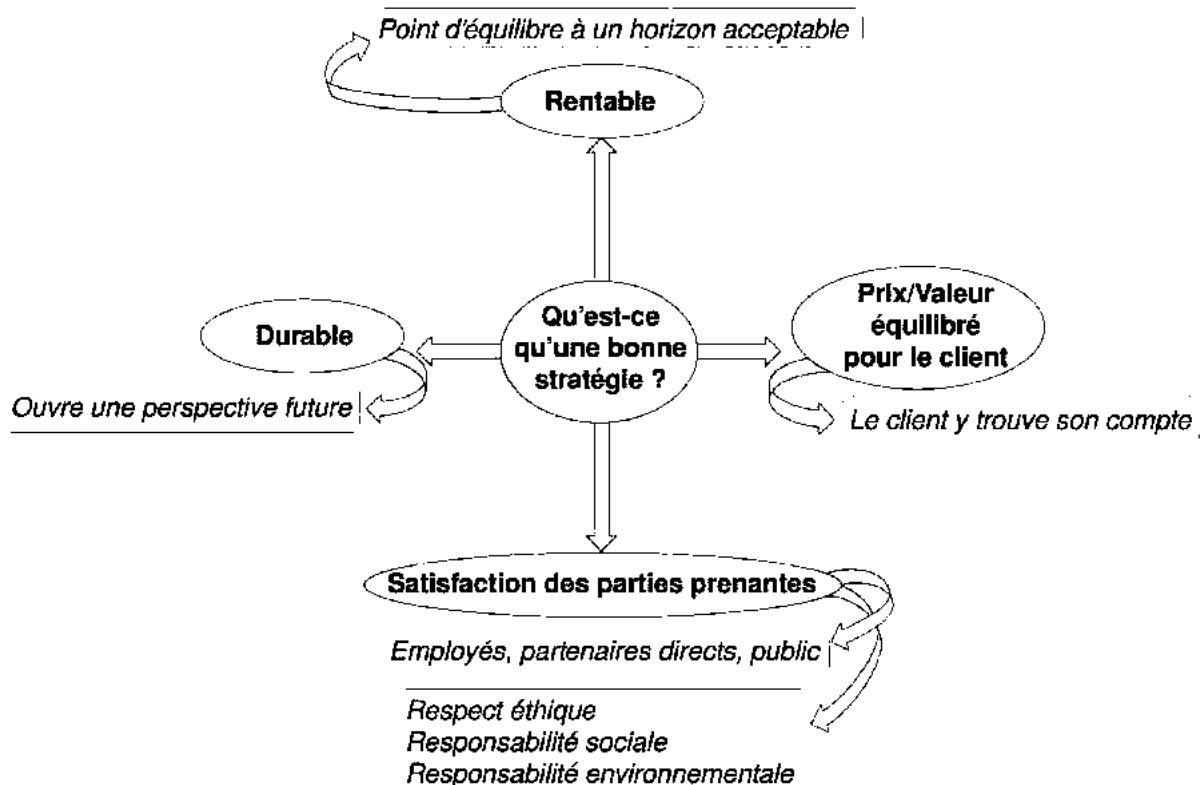 Point d'équilibre à un horizon acceptable
Rentable
Qu'est-ce
qu'une bonne
stratégie ?
Durable
Ouvre une perspective future
Prix/Valeur
équilibré
pour le client
Le client y trouve son compte
Satisfaction des parties prenantes
Employés, partenaires directs, public
Respect éthique
Responsabilité sociale
Responsabilité environnementale